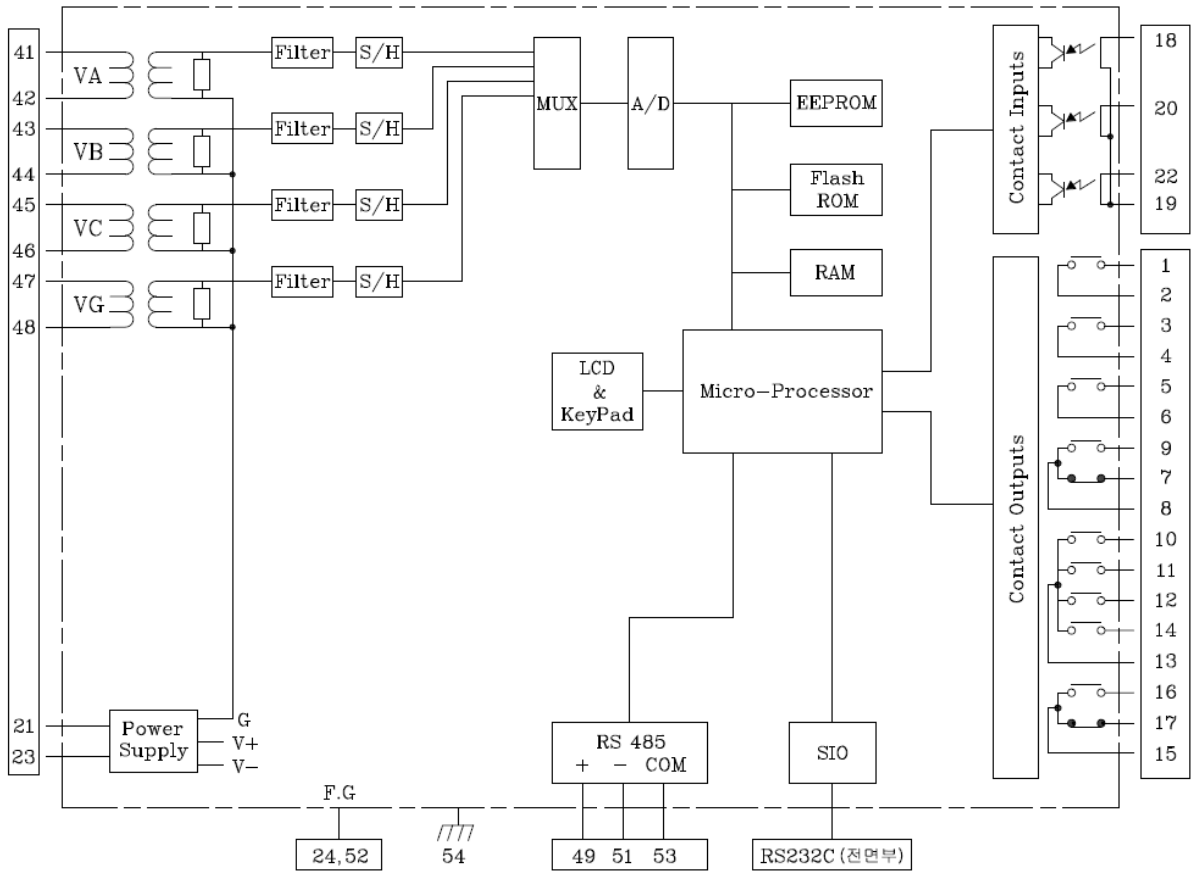 41
VA
42
43
VB
44
45
VC
46
47
VG
48
Filter
S/H
Filter
S/H
Filter
S/H
Filter
S/H
MUX
A/D
EEPROM
Flash
ROM
RAM
LCD
&
KeyPad
Micro-Processor
Contact Inputs
18
20
22
19
Contact Outputs
1
2
3
4
5
6
9
7
8
10
11
12
14
13
16
17
15
21
23
Power
Supply
G
V+
V-
RS 485
+ - COM
SIO
F.G
24,52
54
49 51 53
RS232C (전면부)